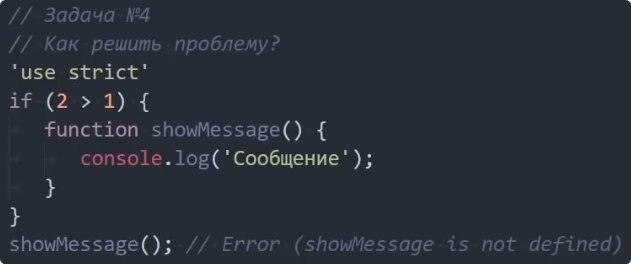 // Задача №4
// Как решить проблему?
'use strict'
if (2 > 1) {
function showMessage() {
console.log('Сообщение');
}
}
showMessage(); // Error (showMessage is not defined)